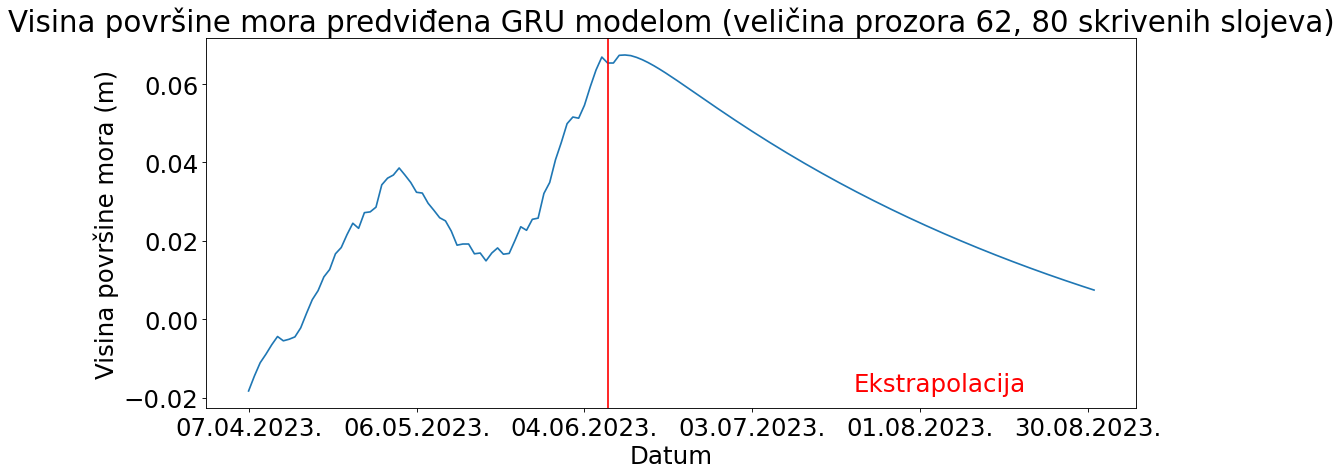 Visina površine mora predviđena GRU modelom (veličina prozora 62, 80 skrivenih slojeva)
Visina površine mora (m)
0.06
0.04
0.02
0.00
−0.02
Ekstrapolacija
07.04.2023. 06.05.2023. 04.06.2023. 03.07.2023. 01.08.2023. 30.08.2023.
Datum